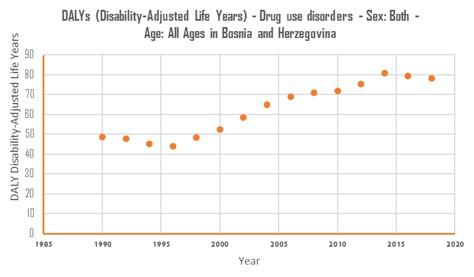 DALYs (Disability-Adjusted Life Years) - Drug use disorders - Sex: Both -
Age: All Ages in Bosnia and Herzegovina
DALY Disability-Adjusted Life Years
90
80
70
60
50
40
30
20
10
0
1985 1990 1995 2000 2005 2010 2015 2020
Year